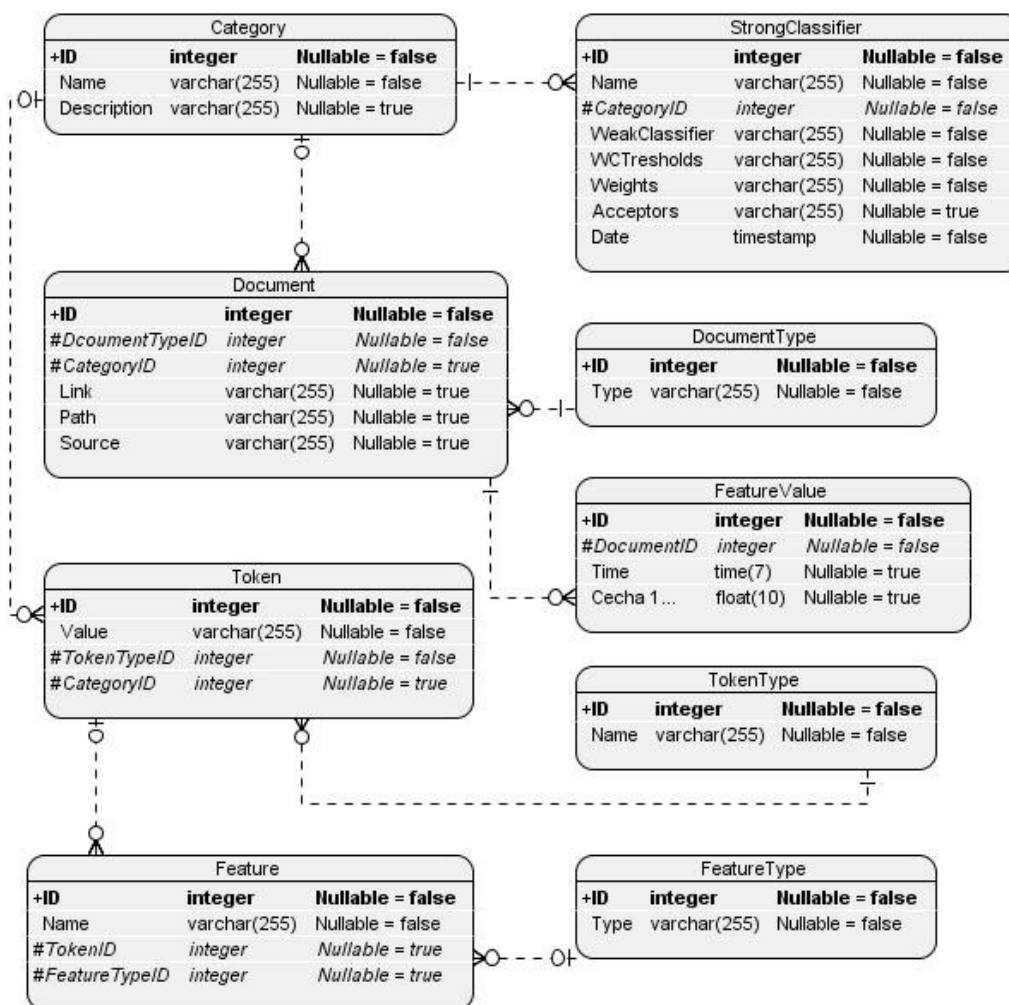 Category
+ID integer Nullable = false
Name varchar(255) Nullable = false
Description varchar(255) Nullable = true
StrongClassifier
+ID integer Nullable = false
Name varchar(255) Nullable = false
#CategoryID integer Nullable = false
WeakClassifier varchar(255) Nullable = false
WCTresholds varchar(255) Nullable = false
Weights varchar(255) Nullable = false
Acceptors varchar(255) Nullable = true
Date timestamp Nullable = false
Document
+ID integer Nullable = false
#DcoumentTypeID integer Nullable = false
#CategoryID integer Nullable = true
Link varchar(255) Nullable = true
Path varchar(255) Nullable = true
Source varchar(255) Nullable = true
DocumentType
+ID integer Nullable = false
Type varchar(255) Nullable = false
FeatureValue
+ID integer Nullable = false
#DocumentID integer Nullable = false
Time time(7) Nullable = true
Cecha 1... float(10) Nullable = true
Token
+ID integer Nullable = false
Value varchar(255) Nullable = false
#TokenTypeID integer Nullable = false
#CategoryID integer Nullable = true
TokenType
+ID integer Nullable = false
Name varchar(255) Nullable = false
Feature
+ID integer Nullable = false
Name varchar(255) Nullable = false
#TokenID integer Nullable = true
#FeatureTypeID integer Nullable = true
FeatureType
+ID integer Nullable = false
Type varchar(255) Nullable = false